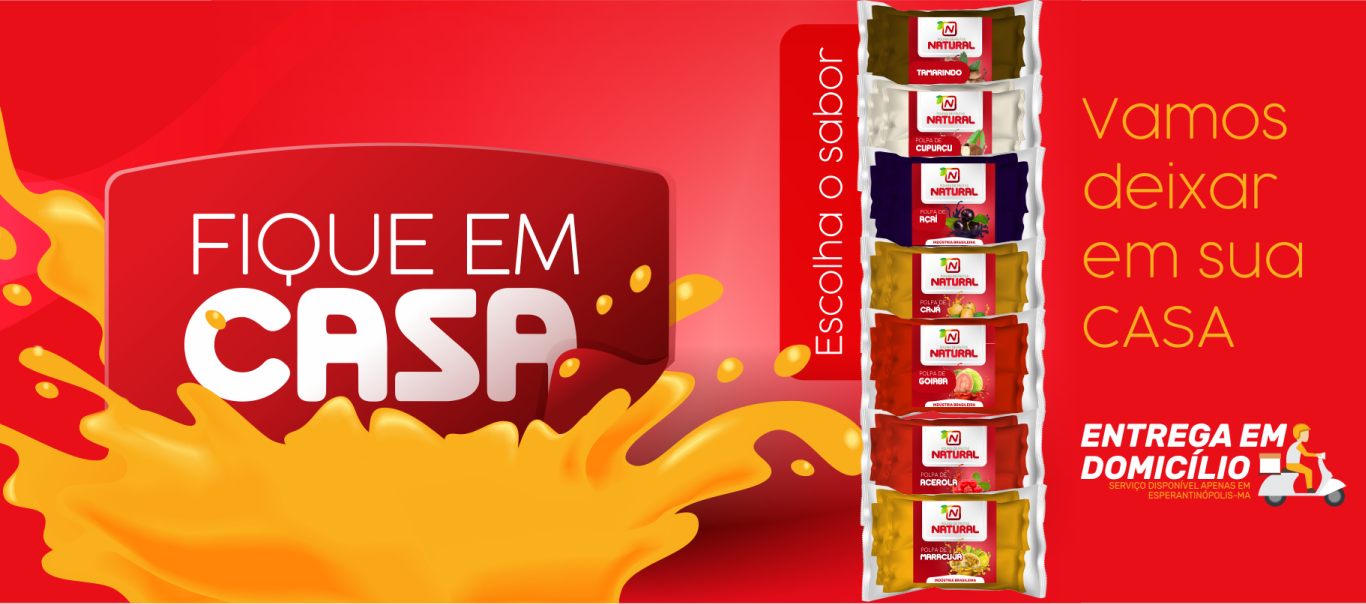 FIQUE EM
CASA
Escolha o sabor
N
NATURAL
TAMARINDO
N
NATURAL
POLPA DE
CUPUAÇU
N
NATURAL
POLPA DE
AÇAÍ
INDÚSTRIA BRASILEIRA
N
NATURAL
POLPA DE
CAJÁ
N
NATURAL
POLPA DE
GOIABA
INDÚSTRIA BRASILEIRA
N
NATURAL
POLPA DE
ACEROLA
N
NATURAL
POLPA DE
MARACUJÁ
INDÚSTRIA BRASILEIRA
Vamos
deixar
em sua
CASA
ENTREGA EM
DOMICÍLIO
SERVIÇO DISPONÍVEL APENAS EM
ESPERANTINÓPOLIS-MA